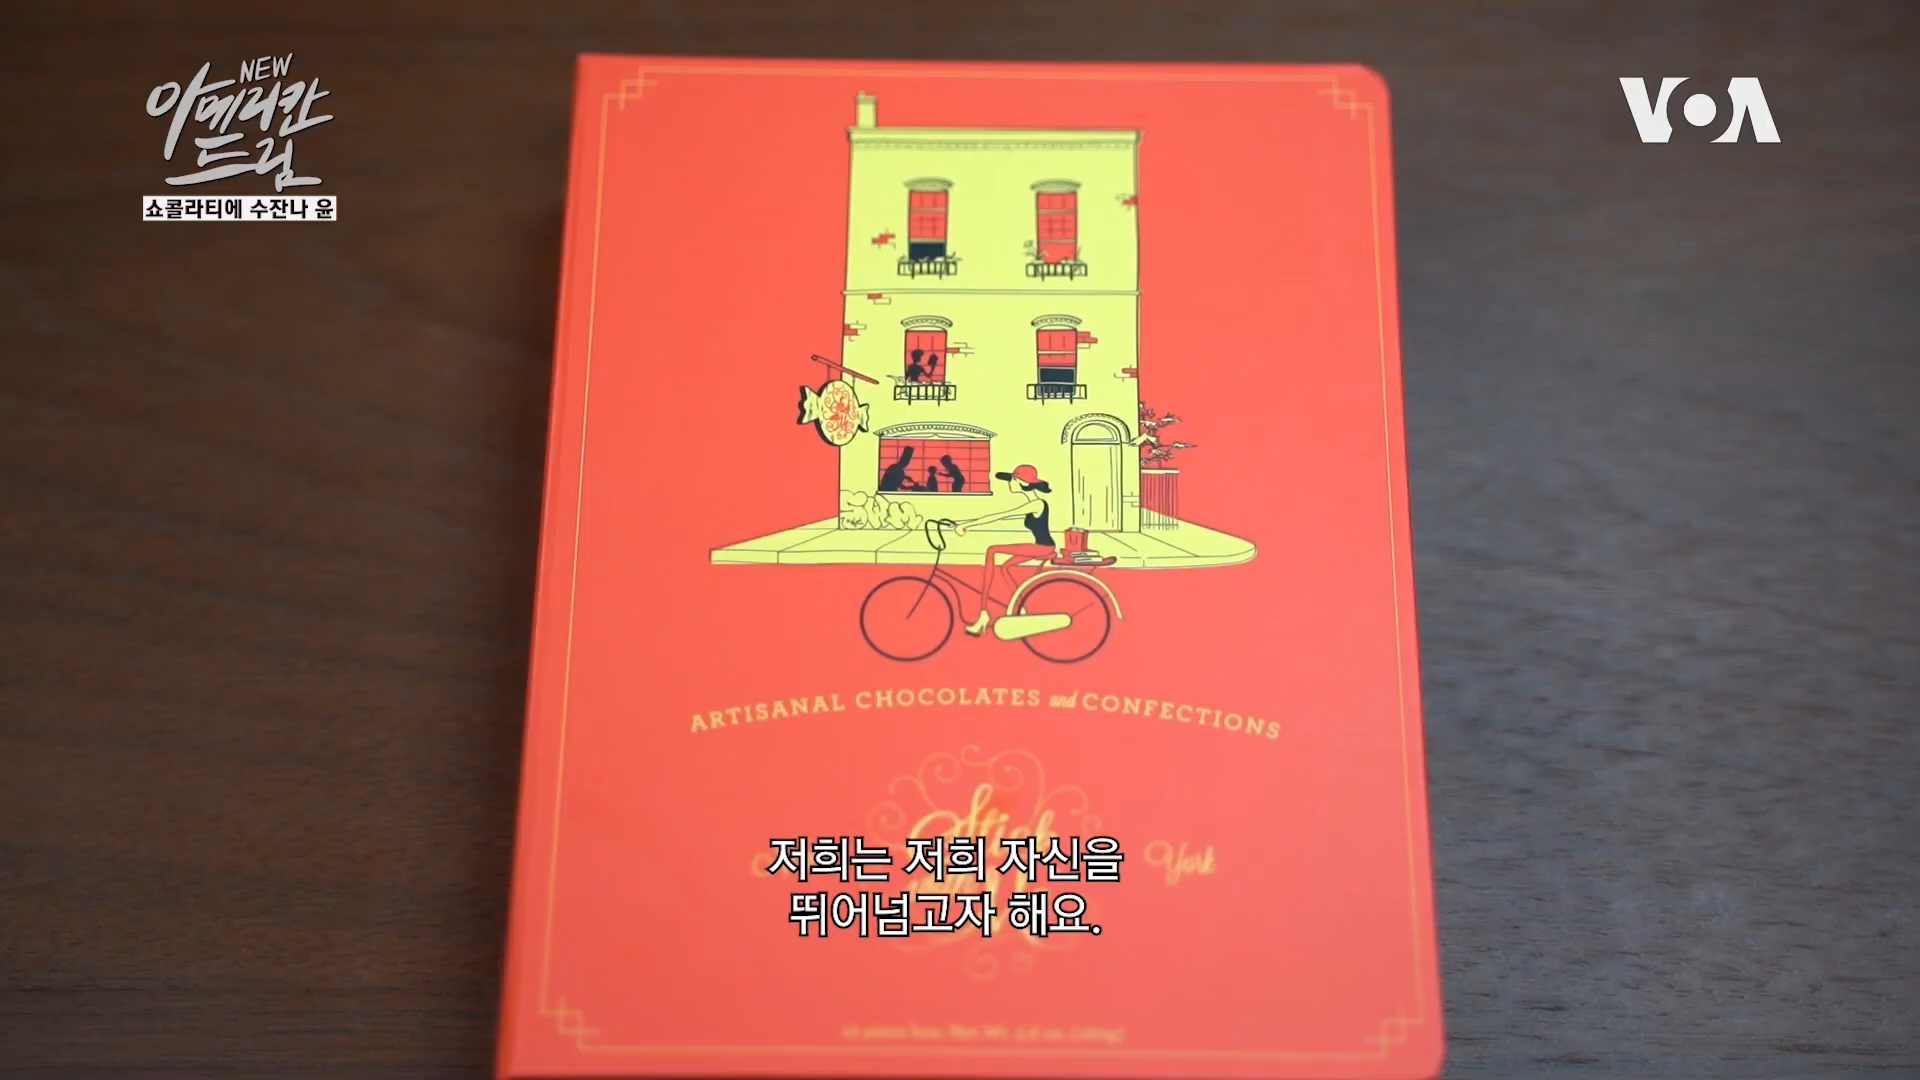 NEW
아메리칸
드림
쇼콜라티에 수잔나 윤
VOA
ARTISANAL CHOCOLATES and CONFECTIONS
Stick
York
저희는 저희 자신을
뛰어넘고자 해요.